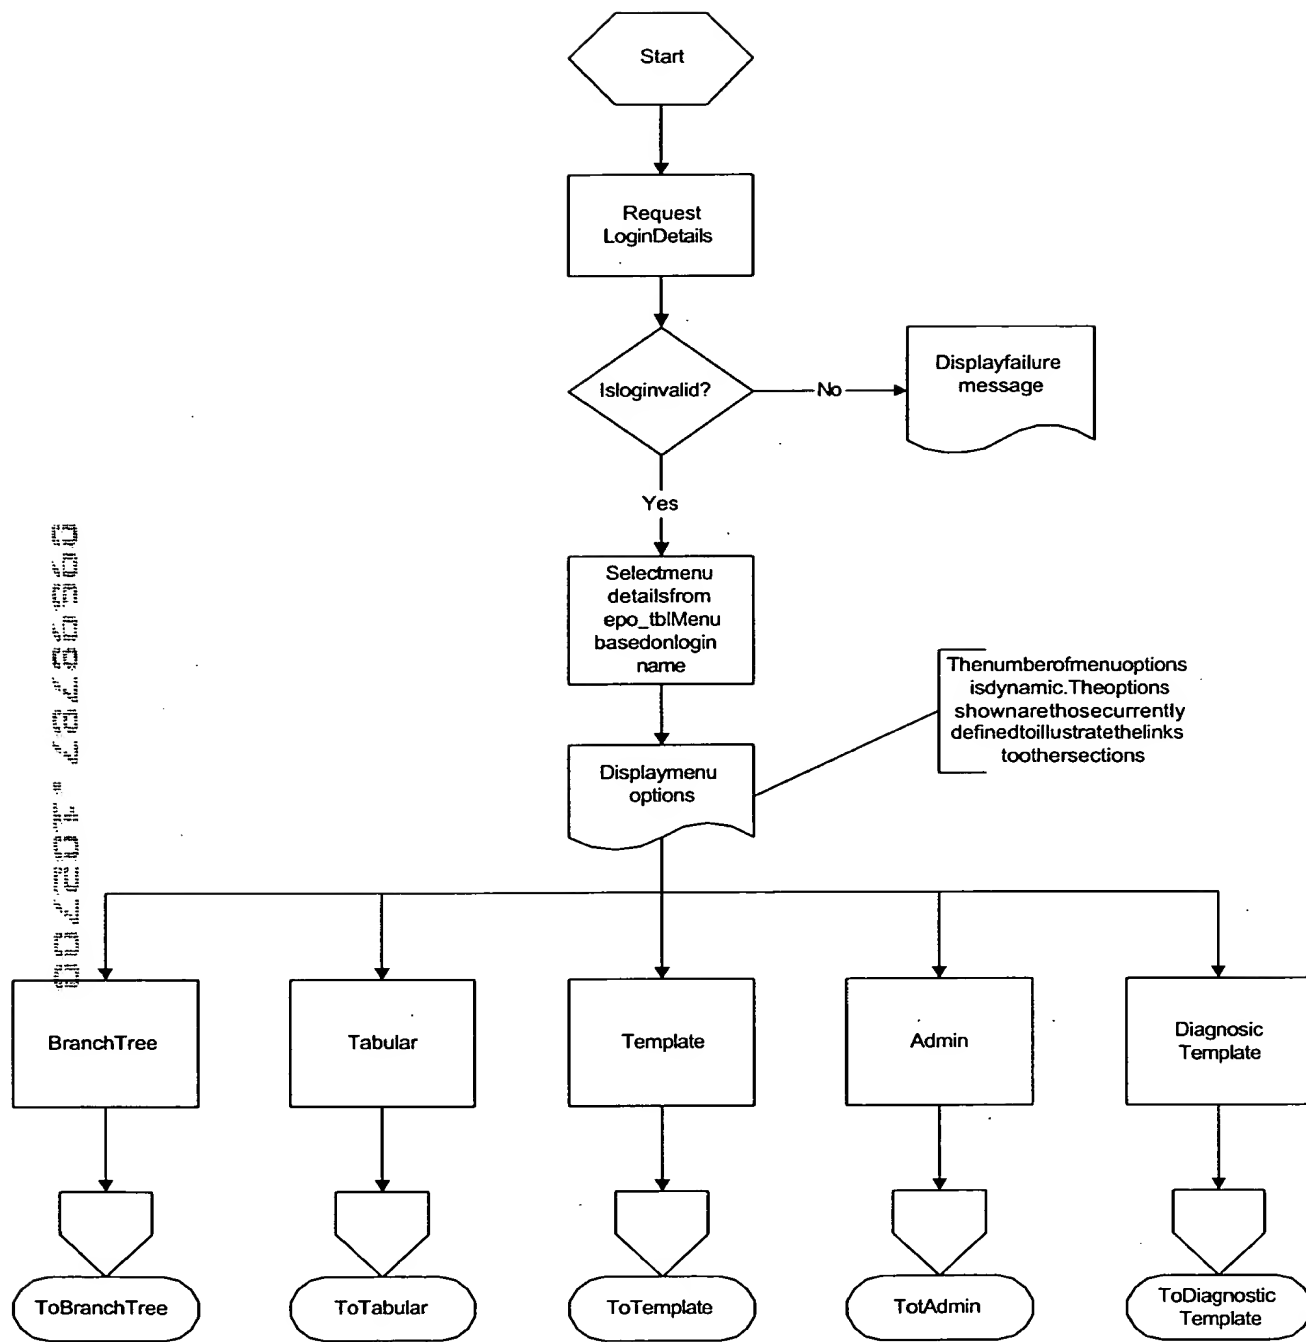 Start
Request
LoginDetails
Isloginvalid?
No
Displayfailure
message
Yes
Selectmenu
detailsfrom
epo_tblMenu
basedonlogin
name
Thenumberofmenuoptions
isdynamic.Theoptions
shownarethosecurrently
definedtoillustratethelinks
toothersections
Displaymenu
options
BranchTree
Tabular
Template
Admin
Diagnosic
Template
ToBranchTree
ToTabular
ToTemplate
TotAdmin
ToDiagnostic
Template